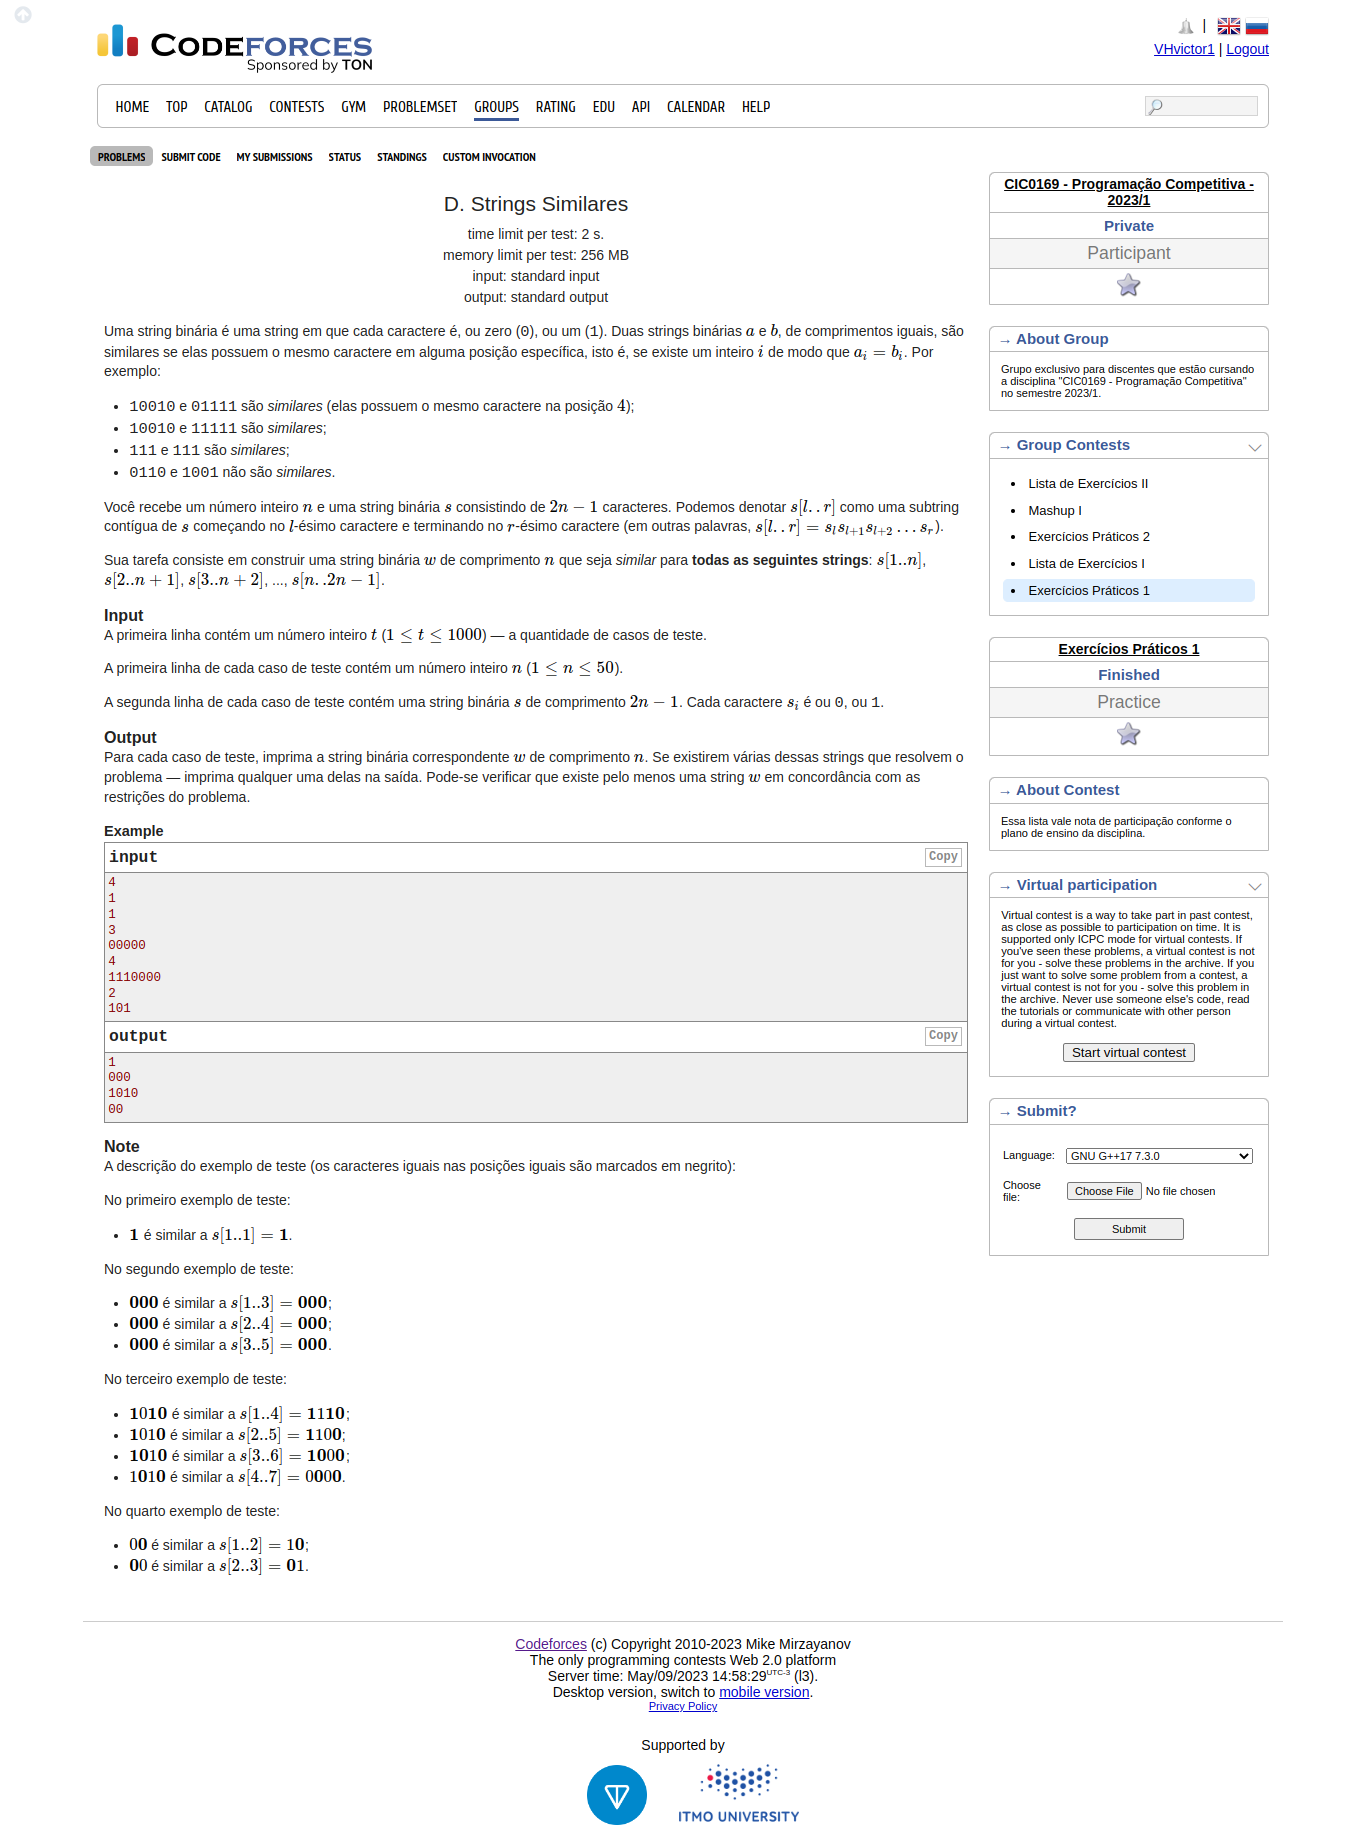 CODEFORCES
Sponsored by TON
|
VHvictor1 | Logout
HOME TOP CATALOG CONTESTS GYM PROBLEMSET GROUPS RATING EDU API CALENDAR HELP
PROBLEMS SUBMIT CODE MY SUBMISSIONS STATUS STANDINGS CUSTOM INVOCATION
D. Strings Similares
time limit per test: 2 s.
memory limit per test: 256 MB
input: standard input
output: standard output
Uma string binária é uma string em que cada caractere é, ou zero (0), ou um (1). Duas strings binárias a e b, de comprimentos iguais, são
similares se elas possuem o mesmo caractere em alguma posição específica, isto é, se existe um inteiro i de modo que a_i = b_i. Por
exemplo:
• 10010 e 01111 são similares (elas possuem o mesmo caractere na posição 4);
• 10010 e 11111 são similares;
• 111 e 111 são similares;
• 0110 e 1001 não são similares.
Você recebe um número inteiro n e uma string binária s consistindo de 2n − 1 caracteres. Podemos denotar s[l..r] como uma subtring
contígua de s começando no l-ésimo caractere e terminando no r-ésimo caractere (em outras palavras, s[l..r] = s_l s_{l+1} s_{l+2} ... s_r).
Sua tarefa consiste em construir uma string binária w de comprimento n que seja similar para todas as seguintes strings: s[1..n],
s[2..n + 1], s[3..n + 2], ..., s[n..2n − 1].
Input
A primeira linha contém um número inteiro t (1 ≤ t ≤ 1000) — a quantidade de casos de teste.
A primeira linha de cada caso de teste contém um número inteiro n (1 ≤ n ≤ 50).
A segunda linha de cada caso de teste contém uma string binária s de comprimento 2n − 1. Cada caractere s_i é ou 0, ou 1.
Output
Para cada caso de teste, imprima a string binária correspondente w de comprimento n. Se existirem várias dessas strings que resolvem o
problema — imprima qualquer uma delas na saída. Pode-se verificar que existe pelo menos uma string w em concordância com as
restrições do problema.
Example
input Copy
4
1
1
3
00000
4
1110000
2
101
output Copy
1
000
1010
00
Note
A descrição do exemplo de teste (os caracteres iguais nas posições iguais são marcados em negrito):
No primeiro exemplo de teste:
• 1 é similar a s[1..1] = 1.
No segundo exemplo de teste:
• 000 é similar a s[1..3] = 000;
• 000 é similar a s[2..4] = 000;
• 000 é similar a s[3..5] = 000.
No terceiro exemplo de teste:
• 1010 é similar a s[1..4] = 1110;
• 1010 é similar a s[2..5] = 1100;
• 1010 é similar a s[3..6] = 1000;
• 1010 é similar a s[4..7] = 0000.
No quarto exemplo de teste:
• 00 é similar a s[1..2] = 10;
• 00 é similar a s[2..3] = 01.
CIC0169 - Programação Competitiva -
2023/1
Private
Participant
→ About Group
Grupo exclusivo para discentes que estão cursando
a disciplina "CIC0169 - Programação Competitiva"
no semestre 2023/1.
→ Group Contests
• Lista de Exercícios II
• Mashup I
• Exercícios Práticos 2
• Lista de Exercícios I
• Exercícios Práticos 1
Exercícios Práticos 1
Finished
Practice
→ About Contest
Essa lista vale nota de participação conforme o
plano de ensino da disciplina.
→ Virtual participation
Virtual contest is a way to take part in past contest,
as close as possible to participation on time. It is
supported only ICPC mode for virtual contests. If
you've seen these problems, a virtual contest is not
for you - solve these problems in the archive. If you
just want to solve some problem from a contest, a
virtual contest is not for you - solve this problem in
the archive. Never use someone else's code, read
the tutorials or communicate with other person
during a virtual contest.
Start virtual contest
→ Submit?
Language: GNU G++17 7.3.0
Choose
file: Choose File No file chosen
Submit
Codeforces (c) Copyright 2010-2023 Mike Mirzayanov
The only programming contests Web 2.0 platform
Server time: May/09/2023 14:58:29 UTC-3 (l3).
Desktop version, switch to mobile version.
Privacy Policy
Supported by
ITMO UNIVERSITY